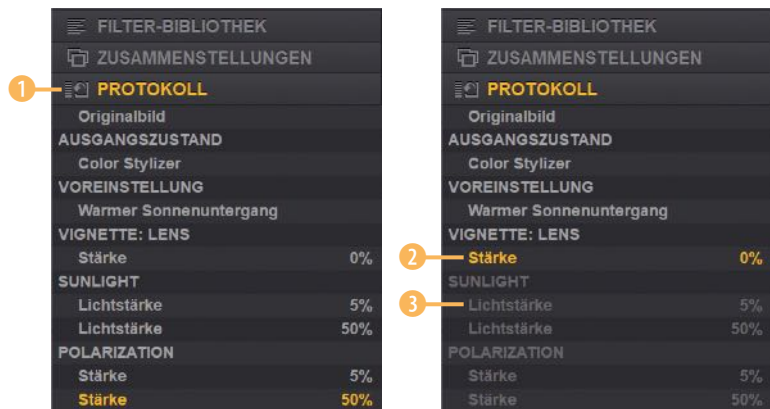 FILTER-BIBLIOTHEK
ZUSAMMENSTELLUNGEN
1 PROTOKOLL
Originalbild
AUSGANGSZUSTAND
Color Stylizer
VOREINSTELLUNG
Warmer Sonnenuntergang
VIGNETTE: LENS
Stärke 0%
SUNLIGHT
Lichtstärke 5%
Lichtstärke 50%
POLARIZATION
Stärke 5%
Stärke 50%
FILTER-BIBLIOTHEK
ZUSAMMENSTELLUNGEN
PROTOKOLL
Originalbild
AUSGANGSZUSTAND
Color Stylizer
VOREINSTELLUNG
Warmer Sonnenuntergang
VIGNETTE: LENS
2 Stärke 0%
SUNLIGHT
3 Lichtstärke 5%
Lichtstärke 50%
POLARIZATION
Stärke 5%
Stärke 50%